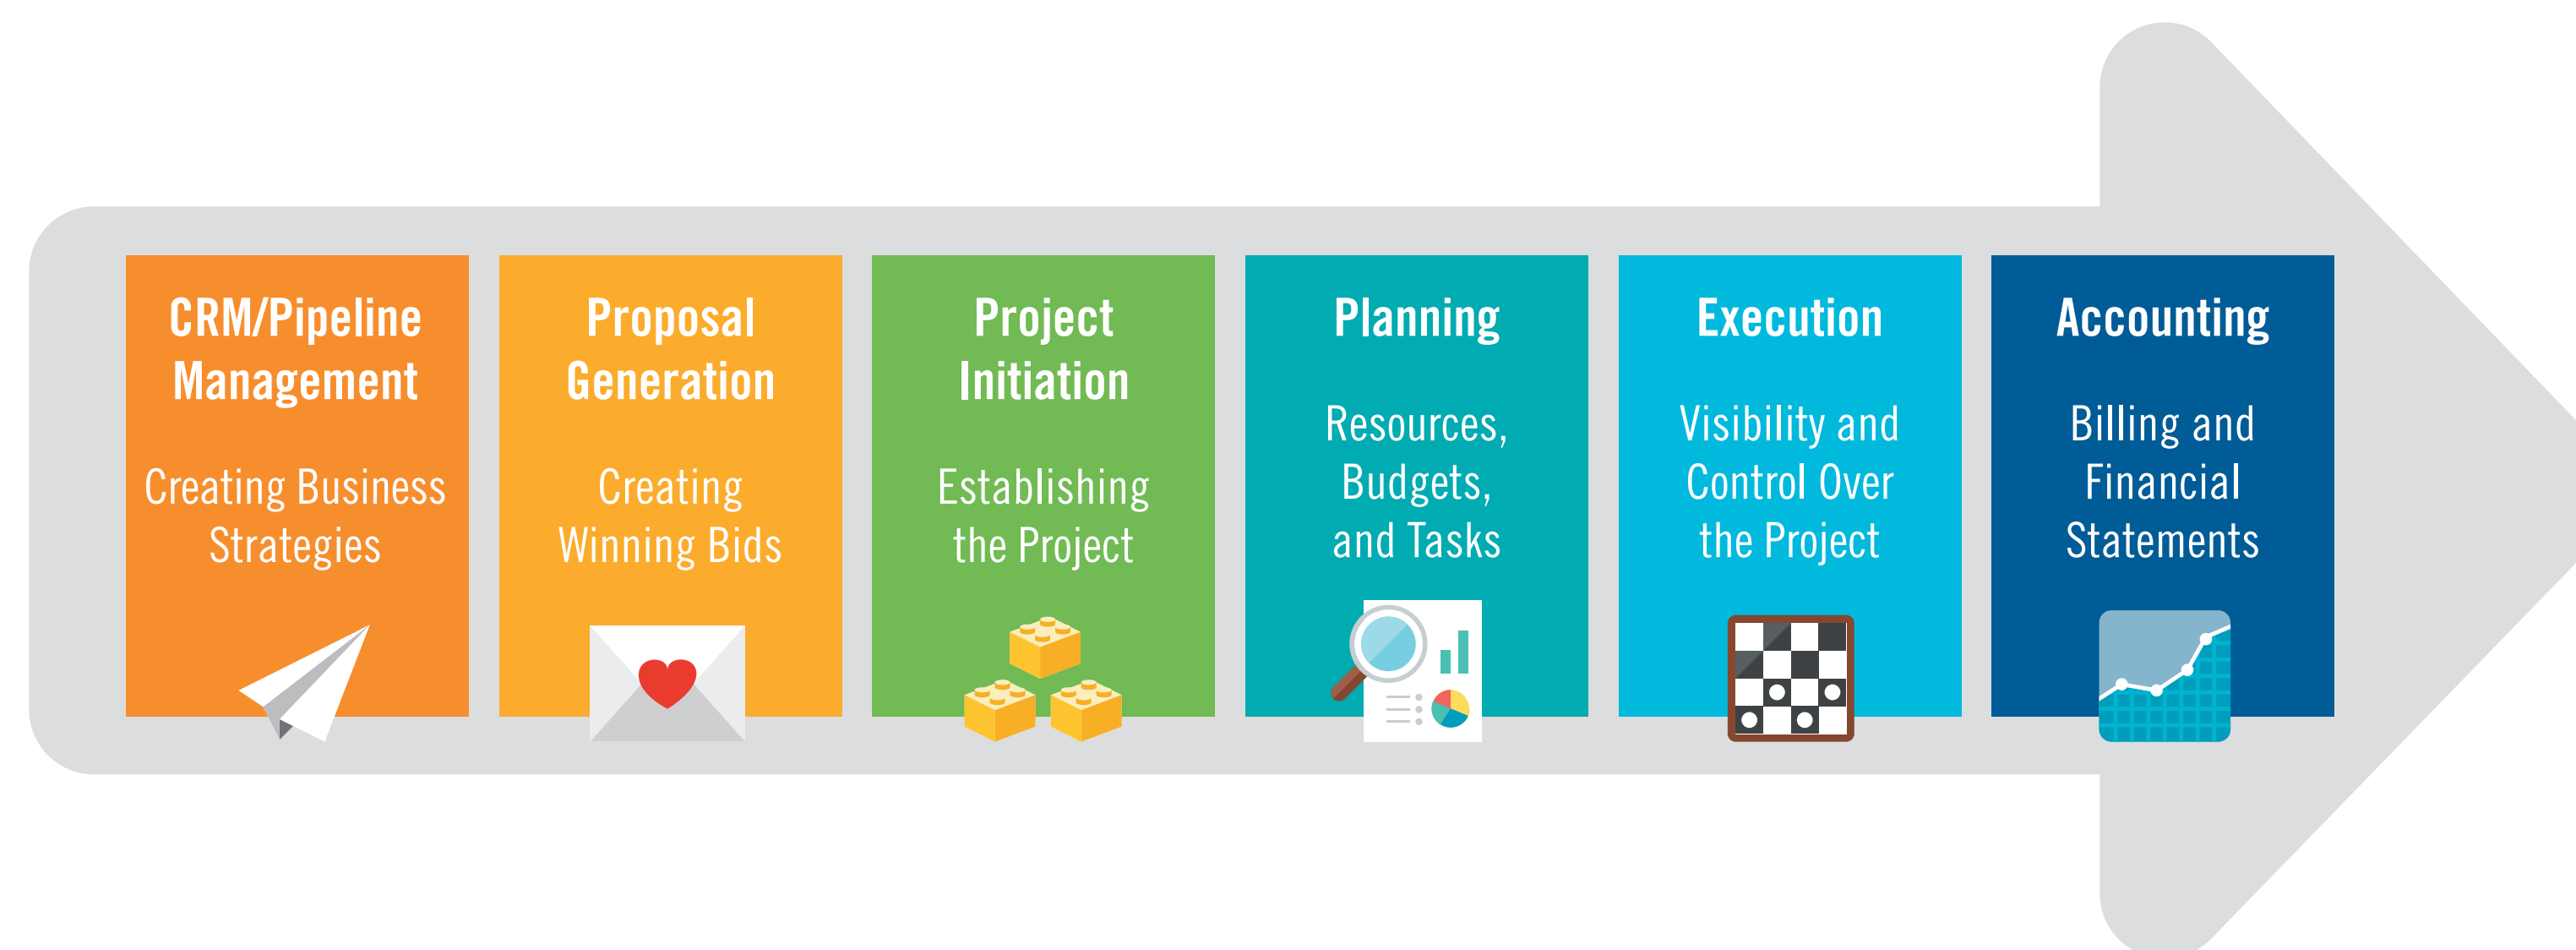 CRM/Pipeline
Management
Creating Business
Strategies
Proposal
Generation
Creating
Winning Bids
Project
Initiation
Establishing
the Project
Planning
Resources,
Budgets,
and Tasks
Execution
Visibility and
Control Over
the Project
Accounting
Billing and
Financial
Statements